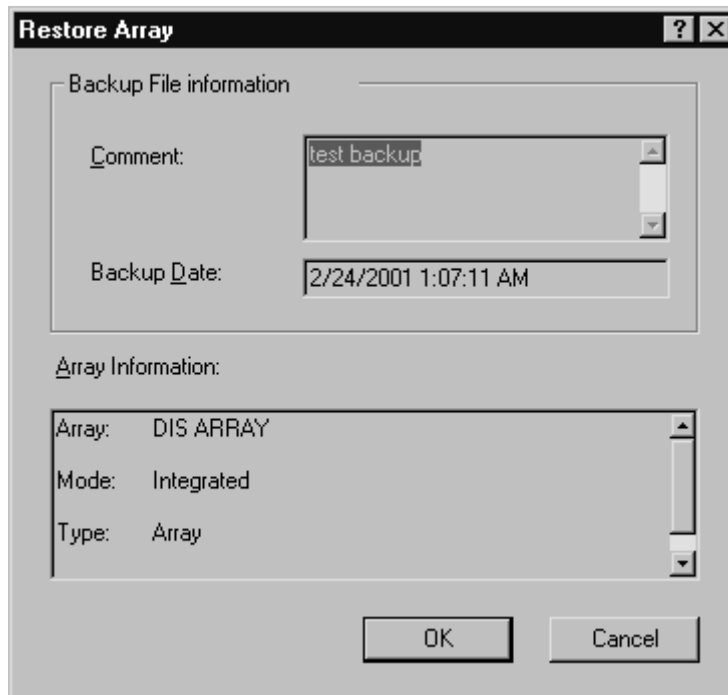 Restore Array
Backup File information
Comment:
test backup
Backup Date:
2/24/2001 1:07:11 AM
Array Information:
Array: DIS ARRAY
Mode: Integrated
Type: Array
OK
Cancel